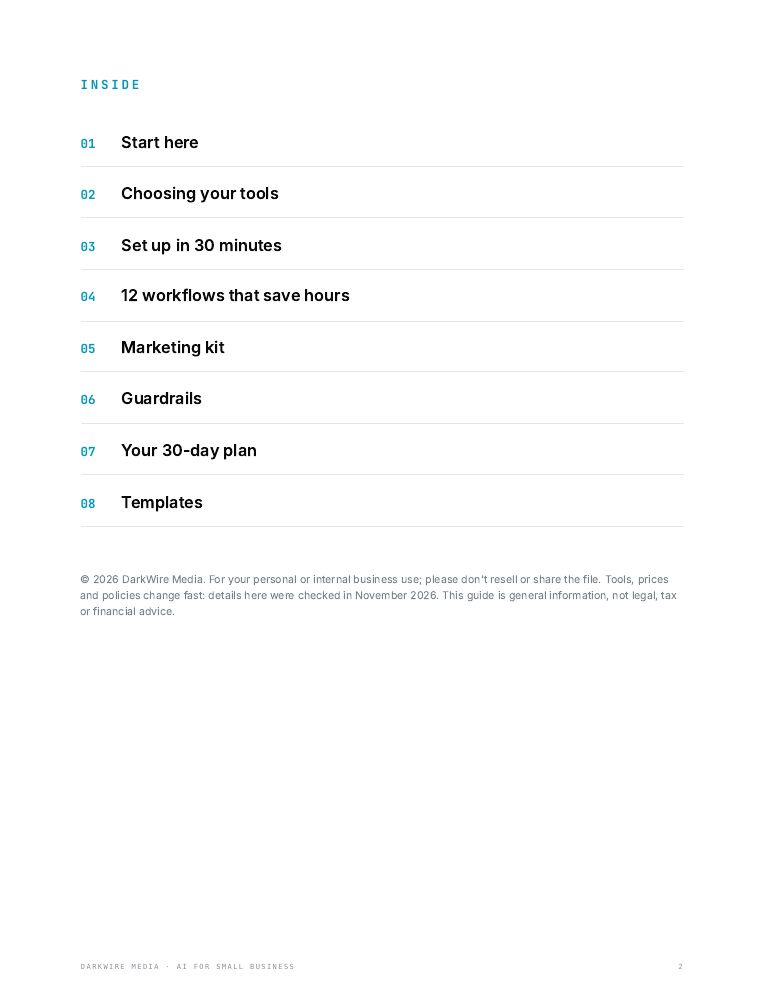 INSIDE
01 Start here
02 Choosing your tools
03 Set up in 30 minutes
04 12 workflows that save hours
05 Marketing kit
06 Guardrails
07 Your 30-day plan
08 Templates
© 2026 DarkWire Media. For your personal or internal business use; please don't resell or share the file. Tools, prices
and policies change fast: details here were checked in November 2026. This guide is general information, not legal, tax
or financial advice.
DARKWIRE MEDIA · AI FOR SMALL BUSINESS 2